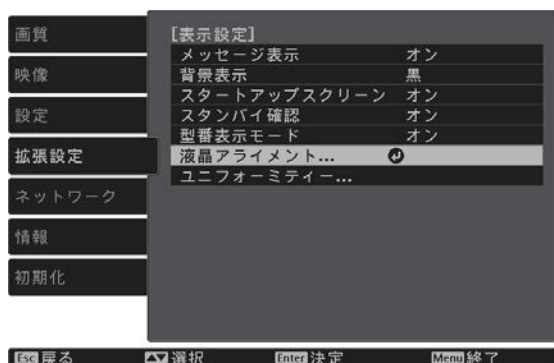 画質
映像
設定
拡張設定
ネットワーク
情報
初期化
[表示設定]
メッセージ表示 オン
背景表示 黒
スタートアップスクリーン オン
スタンバイ確認 オン
型番表示モード オン
液晶アライメント...
ユニフォーミティー...
Esc 戻る 選択 Enter 決定 Menu 終了